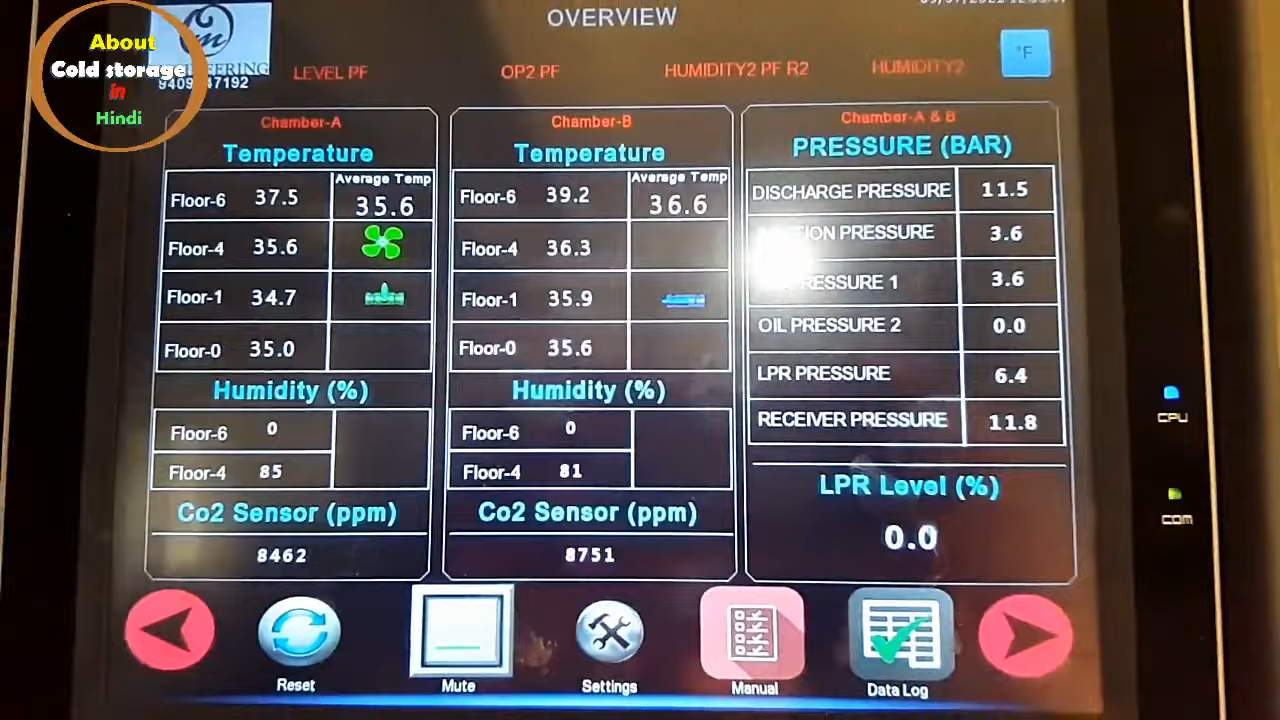 OVERVIEW
About
Cold storage
in
Hindi
°F
LEVEL PF
OP2 PF
HUMIDITY2 PF R2
HUMIDITY2
Chamber-A
Temperature
Average Temp
Floor-6 37.5 35.6
Floor-4 35.6
Floor-1 34.7
Floor-0 35.0
Humidity (%)
Floor-6 0
Floor-4 85
Co2 Sensor (ppm)
8462
Chamber-B
Temperature
Average Temp
Floor-6 39.2 36.6
Floor-4 36.3
Floor-1 35.9
Floor-0 35.6
Humidity (%)
Floor-6 0
Floor-4 81
Co2 Sensor (ppm)
8751
Chamber-A & B
PRESSURE (BAR)
DISCHARGE PRESSURE 11.5
PRESSURE 3.6
1 3.6
OIL PRESSURE 2 0.0
LPR PRESSURE 6.4
RECEIVER PRESSURE 11.8
LPR Level (%)
0.0
CPU
COM
Reset
Mute
Settings
Manual
Data Log